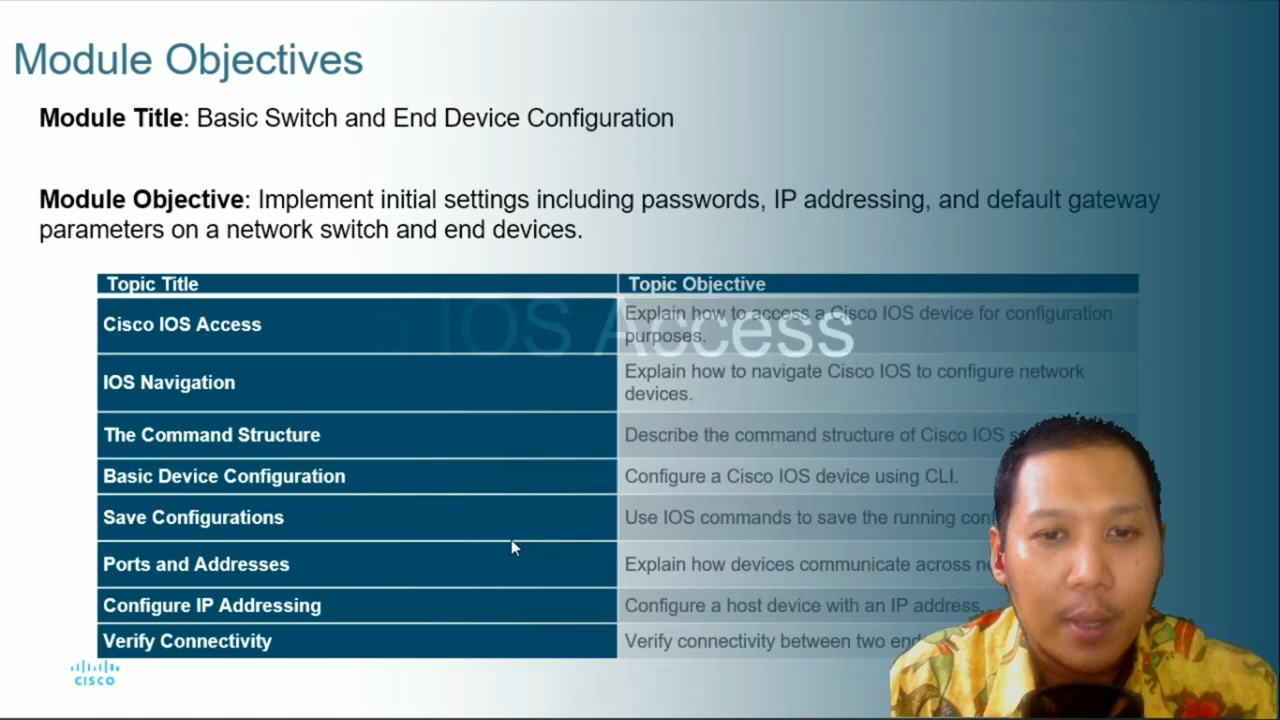 Module Objectives
Module Title: Basic Switch and End Device Configuration
Module Objective: Implement initial settings including passwords, IP addressing, and default gateway
parameters on a network switch and end devices.
Topic Title
Topic Objective
Cisco IOS Access
Explain how to access a Cisco IOS device for configuration
purposes.
IOS Access
IOS Navigation
Explain how to navigate Cisco IOS to configure network
devices.
The Command Structure
Describe the command structure of Cisco IOS
Basic Device Configuration
Configure a Cisco IOS device using CLI.
Save Configurations
Use IOS commands to save the running
Ports and Addresses
Explain how devices communicate across
Configure IP Addressing
Configure a host device with an IP address.
Verify Connectivity
Verify connectivity between two end
CISCO